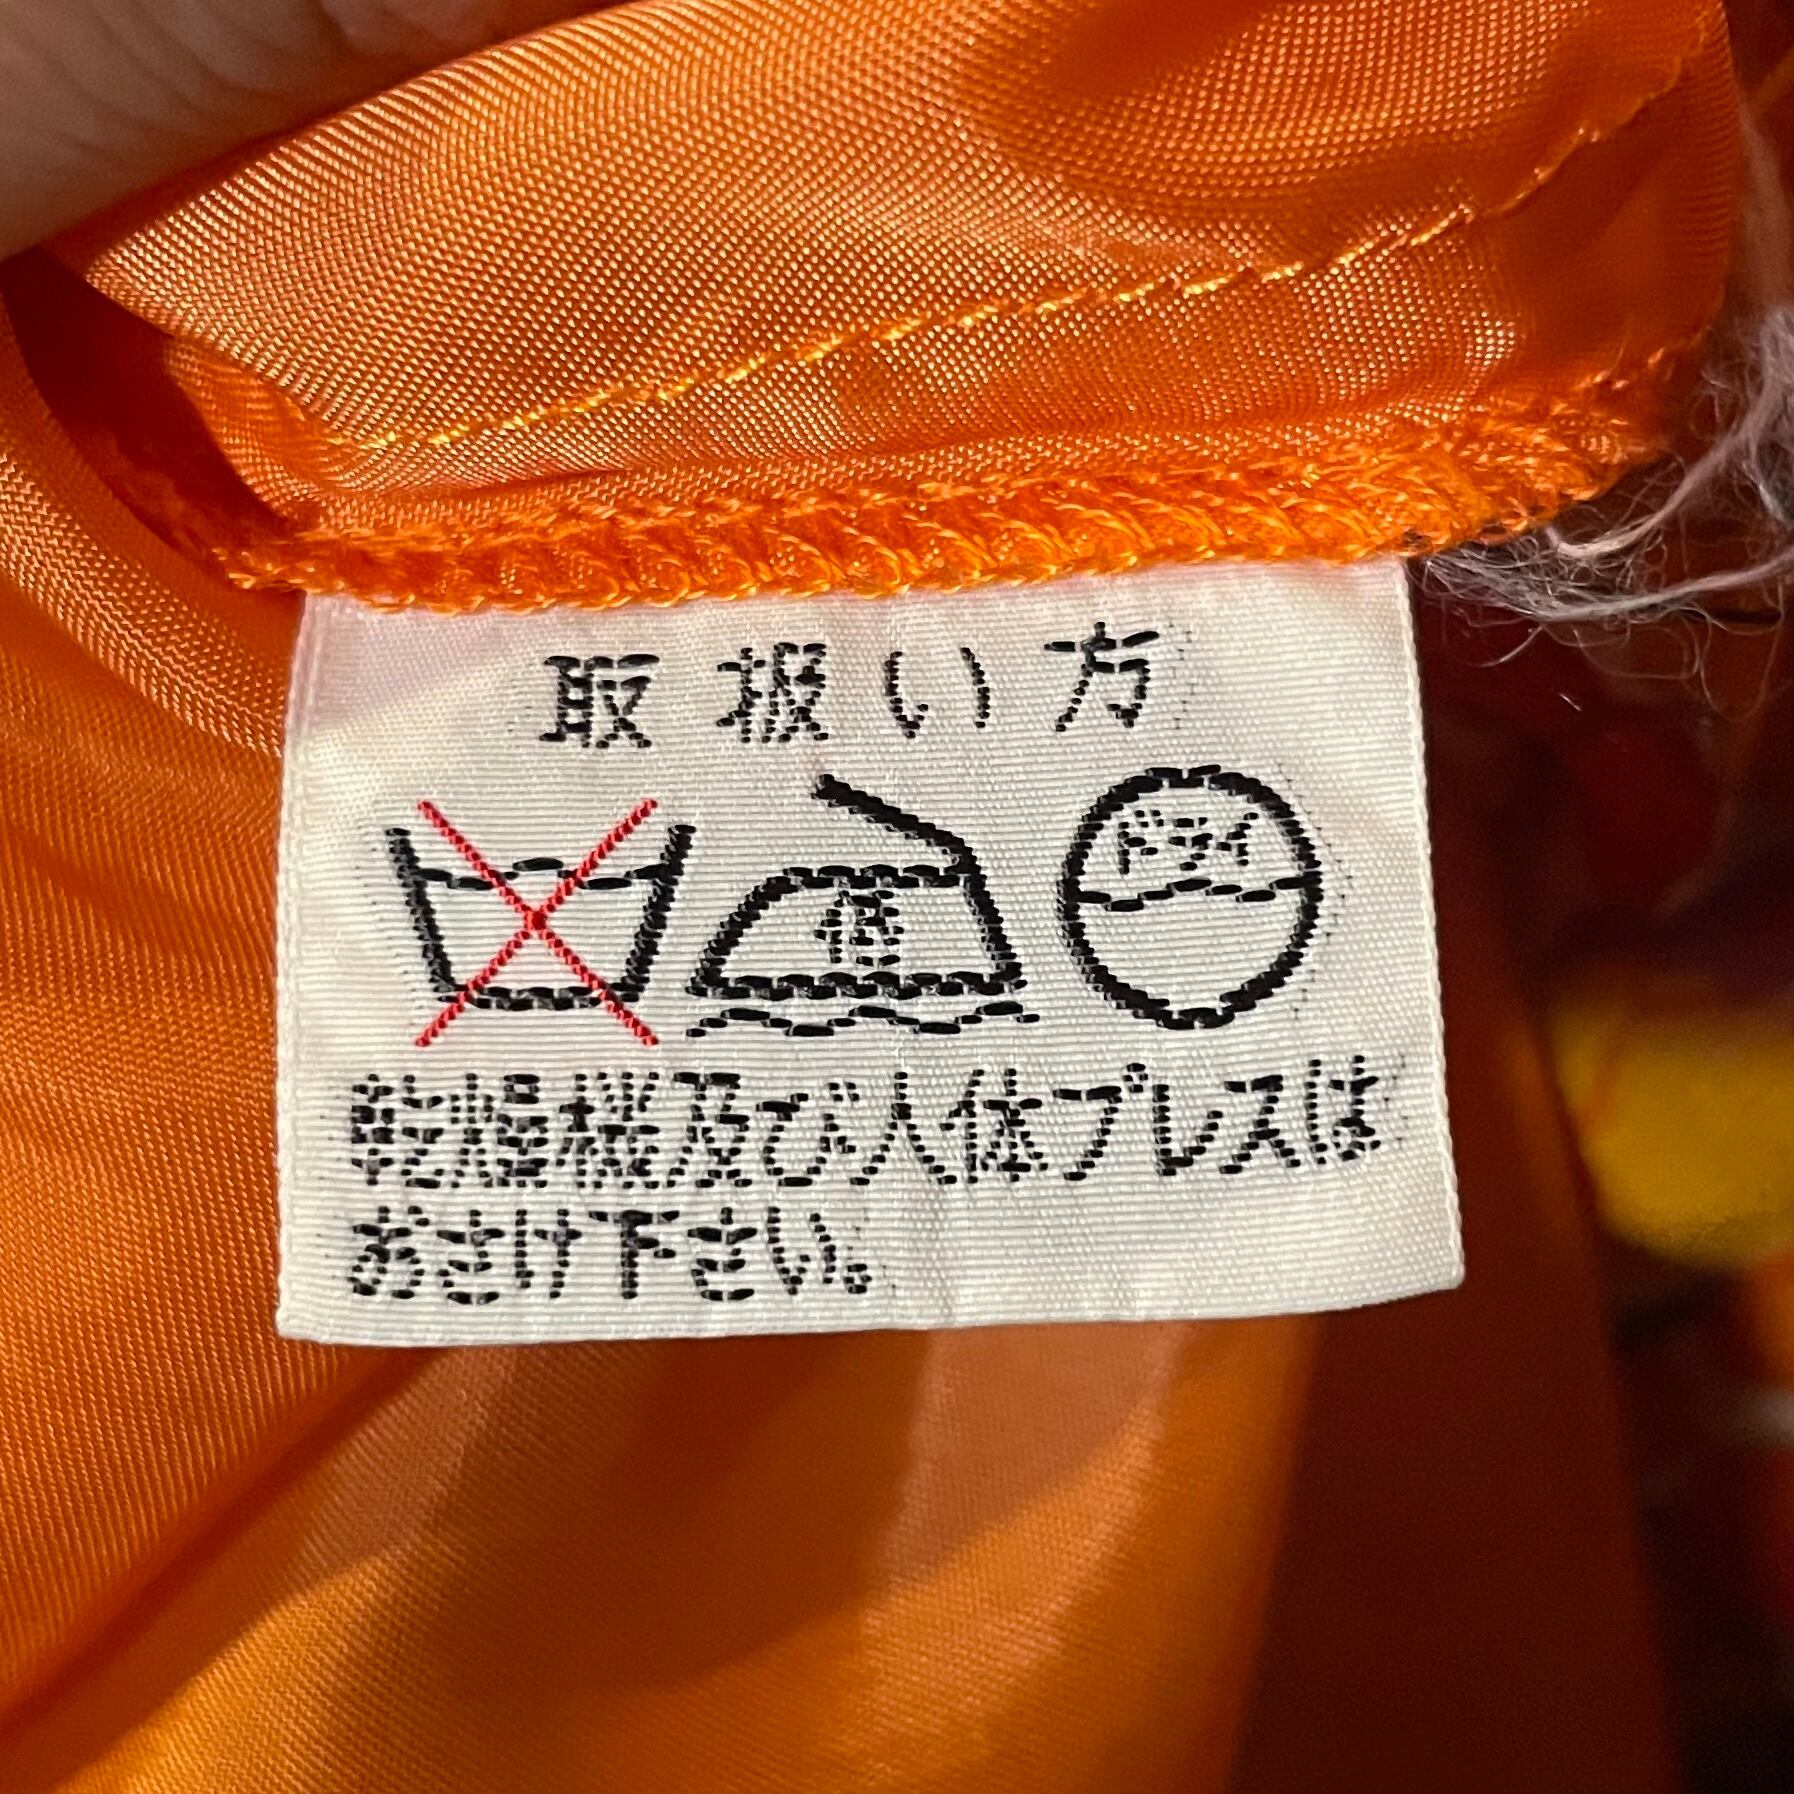 取扱い方
低 ドライ
乾燥機及び人体プレスは
おさけ下さい。